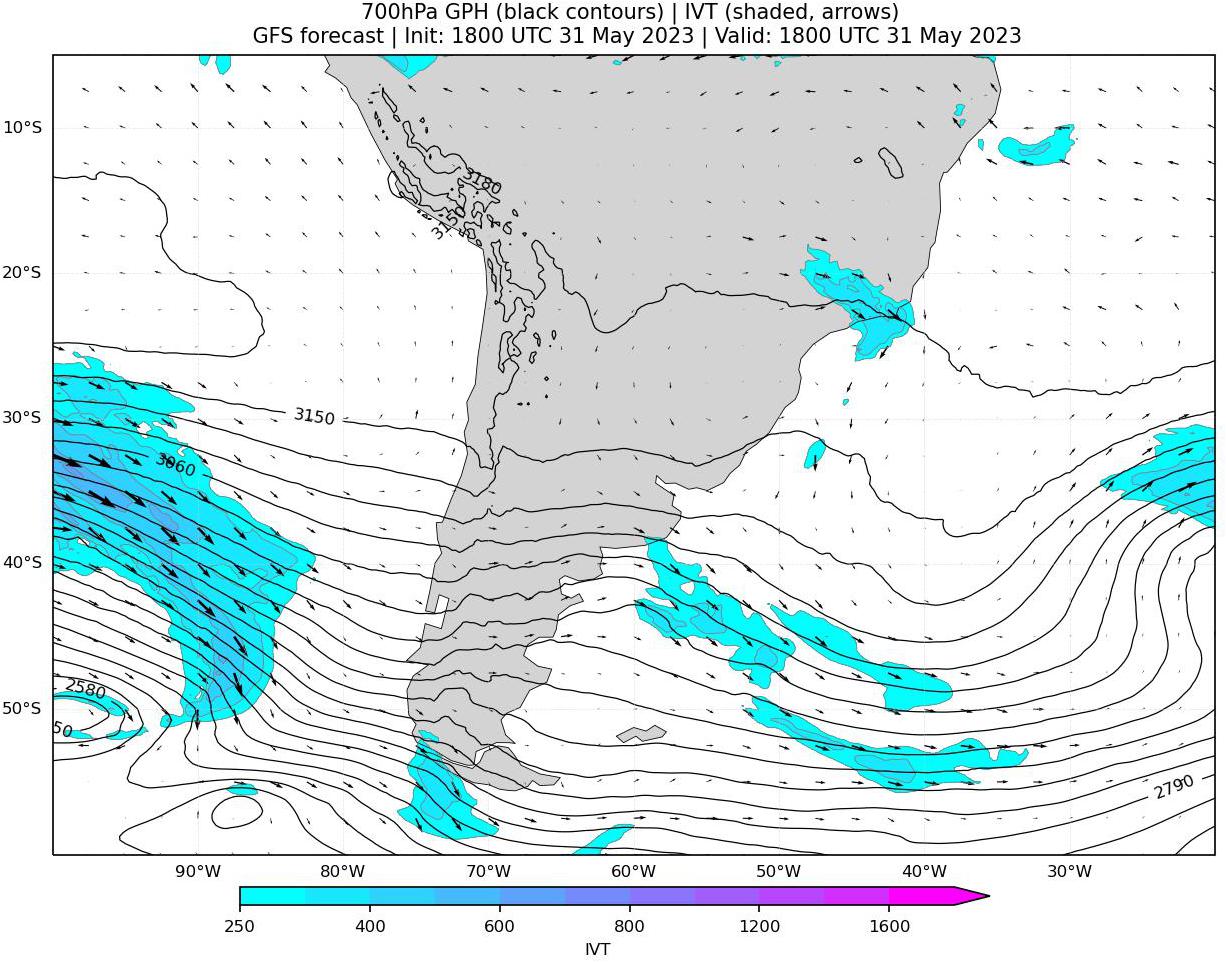 700hPa GPH (black contours) | IVT (shaded, arrows)
GFS forecast | Init: 1800 UTC 31 May 2023 | Valid: 1800 UTC 31 May 2023
10°S
3180
3150
20°S
30°S
3150
3060
40°S
2580
50°S
50
2790
90°W 80°W 70°W 60°W 50°W 40°W 30°W
250 400 600 800 1200 1600
IVT